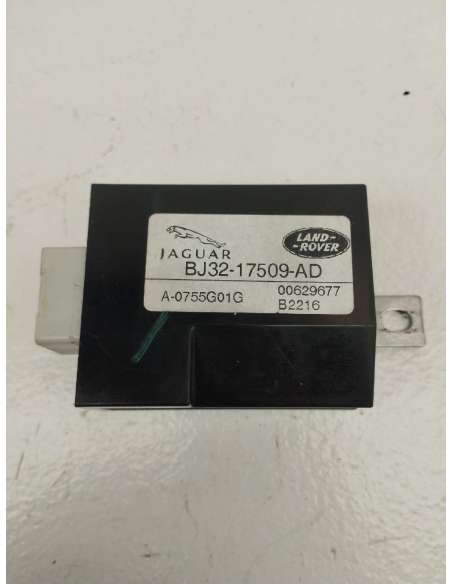 JAGUAR
LAND-
-ROVER
BJ32-17509-AD
A-0755G01G
00629677
B2216